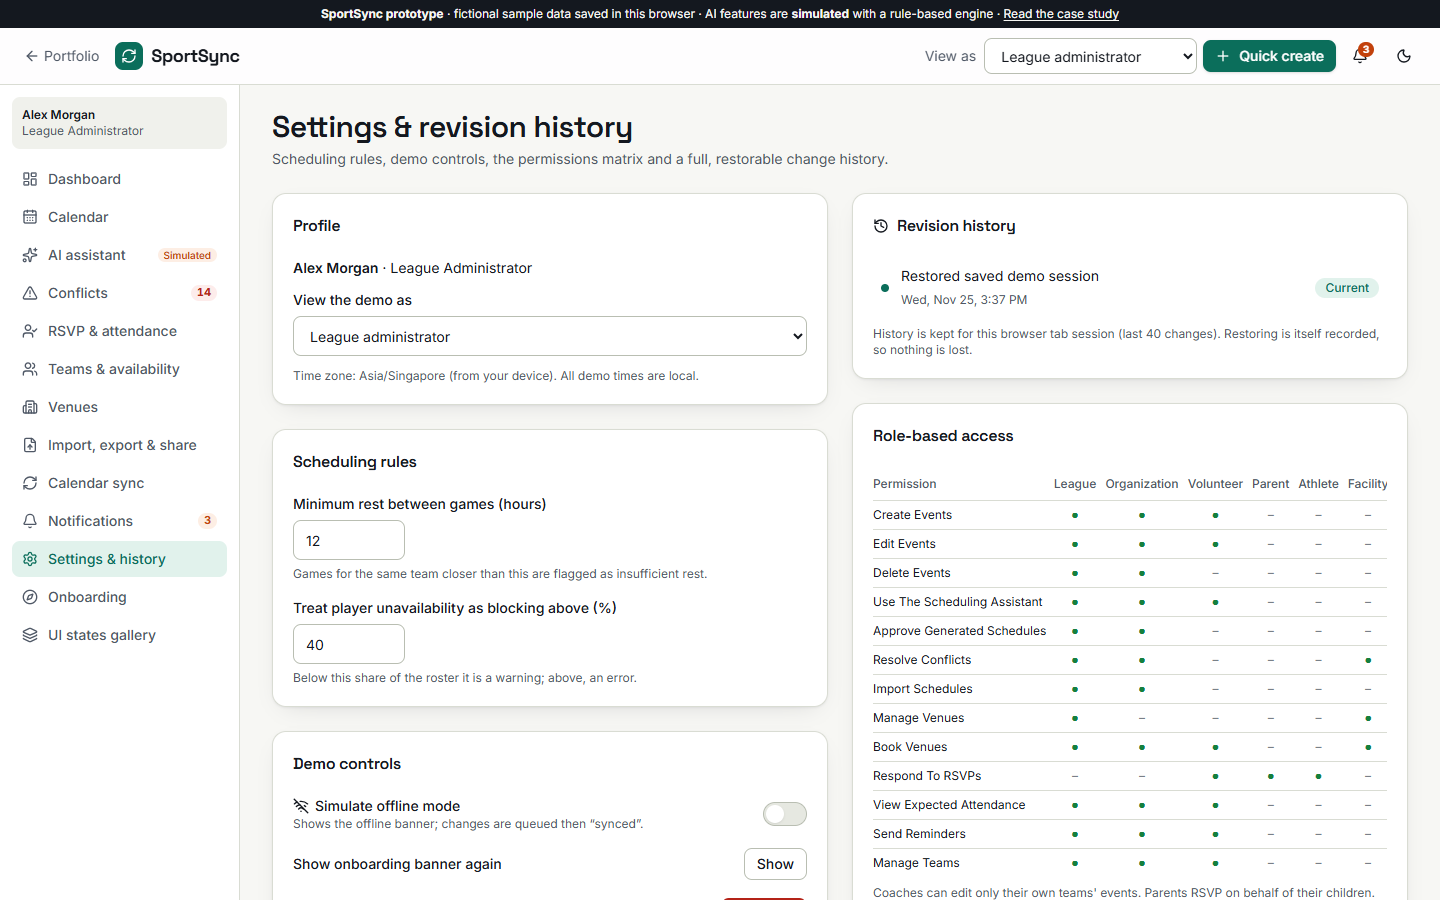 SportSync prototype · fictional sample data saved in this browser · AI features are simulated with a rule-based engine · Read the case study
Portfolio
SportSync
View as
League administrator
Quick create
3
Alex Morgan
League Administrator
Dashboard
Calendar
AI assistant
Simulated
Conflicts
14
RSVP & attendance
Teams & availability
Venues
Import, export & share
Calendar sync
Notifications
3
Settings & history
Onboarding
UI states gallery
Settings & revision history
Scheduling rules, demo controls, the permissions matrix and a full, restorable change history.
Profile
Alex Morgan · League Administrator
View the demo as
League administrator
Time zone: Asia/Singapore (from your device). All demo times are local.
Scheduling rules
Minimum rest between games (hours)
12
Games for the same team closer than this are flagged as insufficient rest.
Treat player unavailability as blocking above (%)
40
Below this share of the roster it is a warning; above, an error.
Demo controls
Simulate offline mode
Shows the offline banner; changes are queued then “synced”.
Show onboarding banner again
Show
Revision history
Restored saved demo session
Wed, Nov 25, 3:37 PM
Current
History is kept for this browser tab session (last 40 changes). Restoring is itself recorded,
so nothing is lost.
Role-based access
Permission League Organization Volunteer Parent Athlete Facility
Create Events ● ● ● – – –
Edit Events ● ● ● – – –
Delete Events ● ● – – – –
Use The Scheduling Assistant ● ● ● – – –
Approve Generated Schedules ● ● – – – –
Resolve Conflicts ● ● – – – ●
Import Schedules ● ● – – – –
Manage Venues ● – – – – ●
Book Venues ● ● ● – – ●
Respond To RSVPs – – ● ● ● –
View Expected Attendance ● ● ● – – –
Send Reminders ● ● ● – – –
Manage Teams ● ● ● – – –
Coaches can edit only their own teams' events. Parents RSVP on behalf of their children.